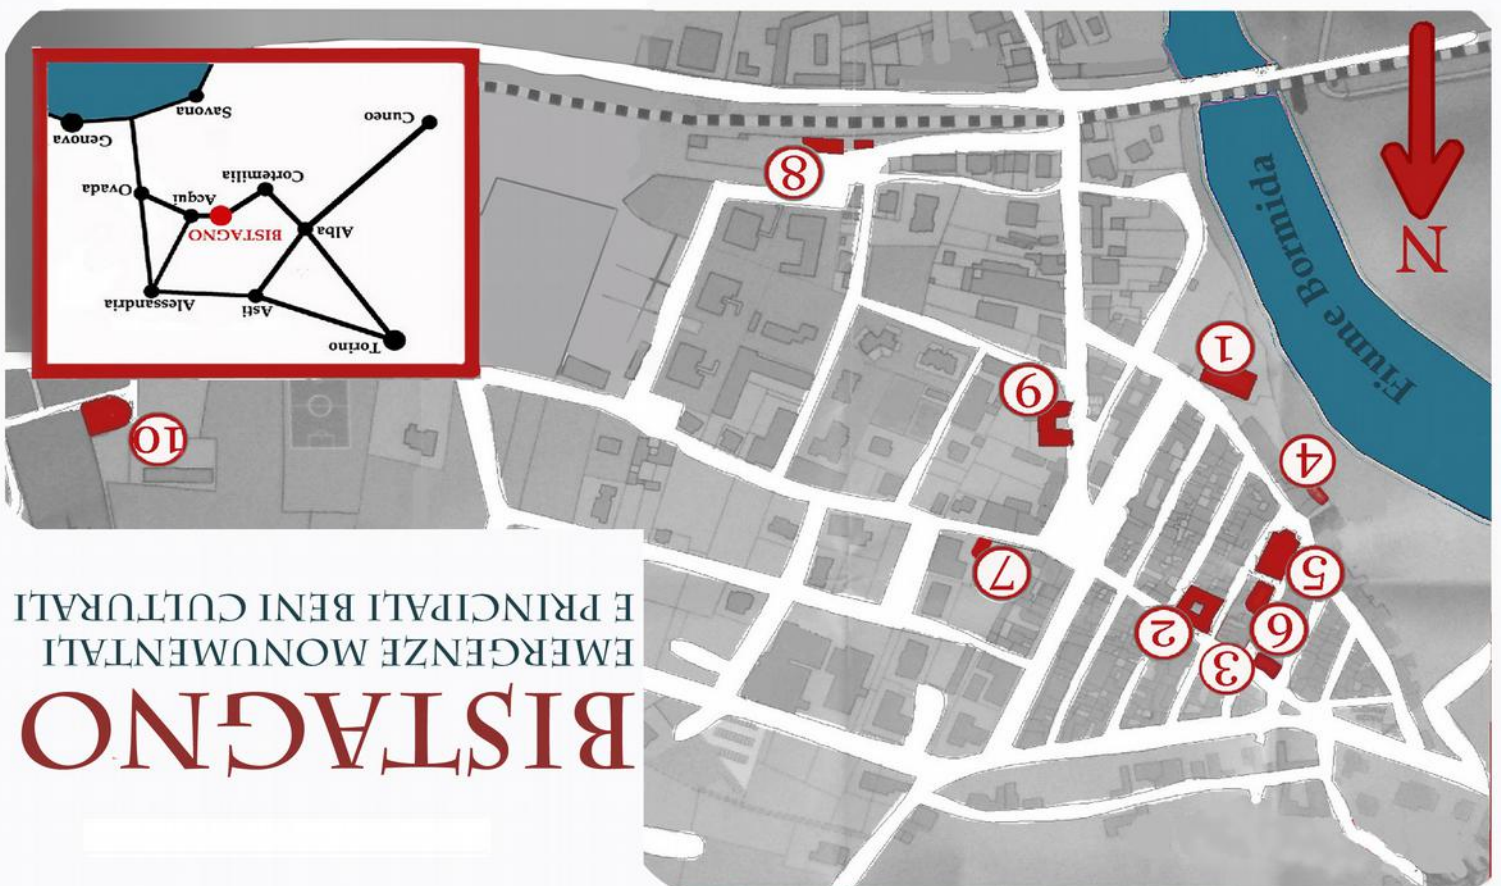 BISTAGNO
EMERGENZE MONUMENTALI
E PRINCIPALI BENI CULTURALI
3
9
2
5
7
4
10
6
1
Fiume Bormida
N
8
Torino
Asti
Alessandria
Alba
BISTAGNO
Acqui
Cortemilia
Ovada
Genova
Cuneo
Savona